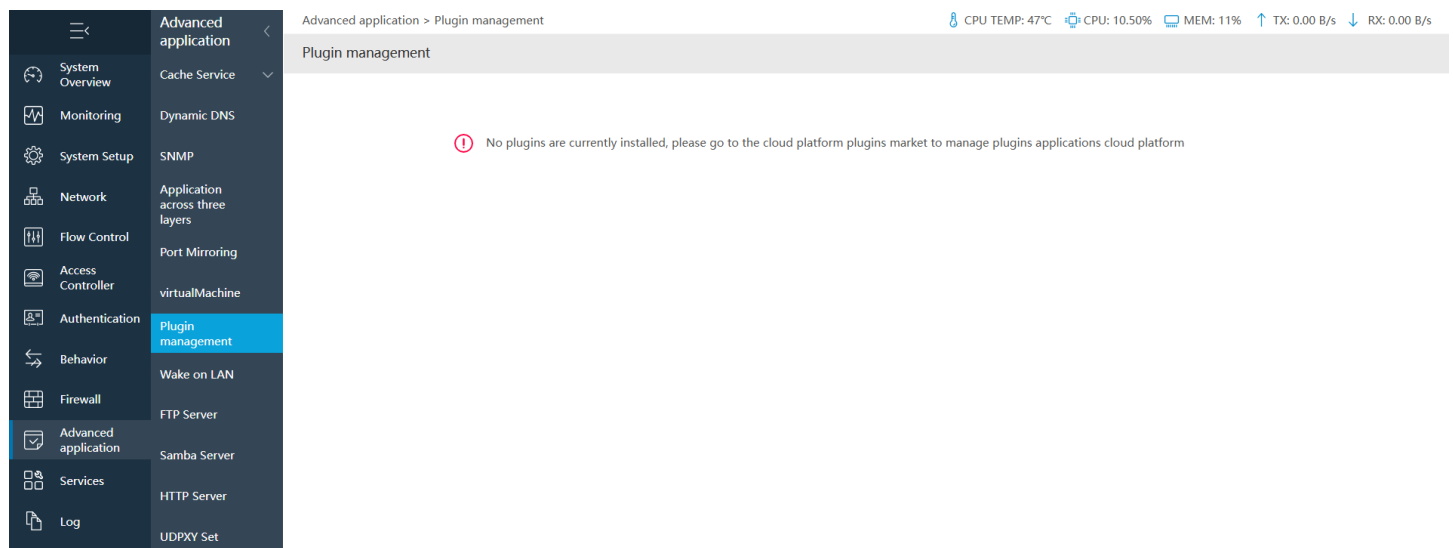 Advanced application > Plugin management
CPU TEMP: 47℃ CPU: 10.50% MEM: 11% TX: 0.00 B/s RX: 0.00 B/s
Plugin management
System
Overview
Monitoring
System Setup
Network
Flow Control
Access
Controller
Authentication
Behavior
Firewall
Advanced
application
Services
Log
Advanced
application
Cache Service
Dynamic DNS
SNMP
Application
across three
layers
Port Mirroring
virtualMachine
Plugin
management
Wake on LAN
FTP Server
Samba Server
HTTP Server
UDPXY Set
No plugins are currently installed, please go to the cloud platform plugins market to manage plugins applications cloud platform